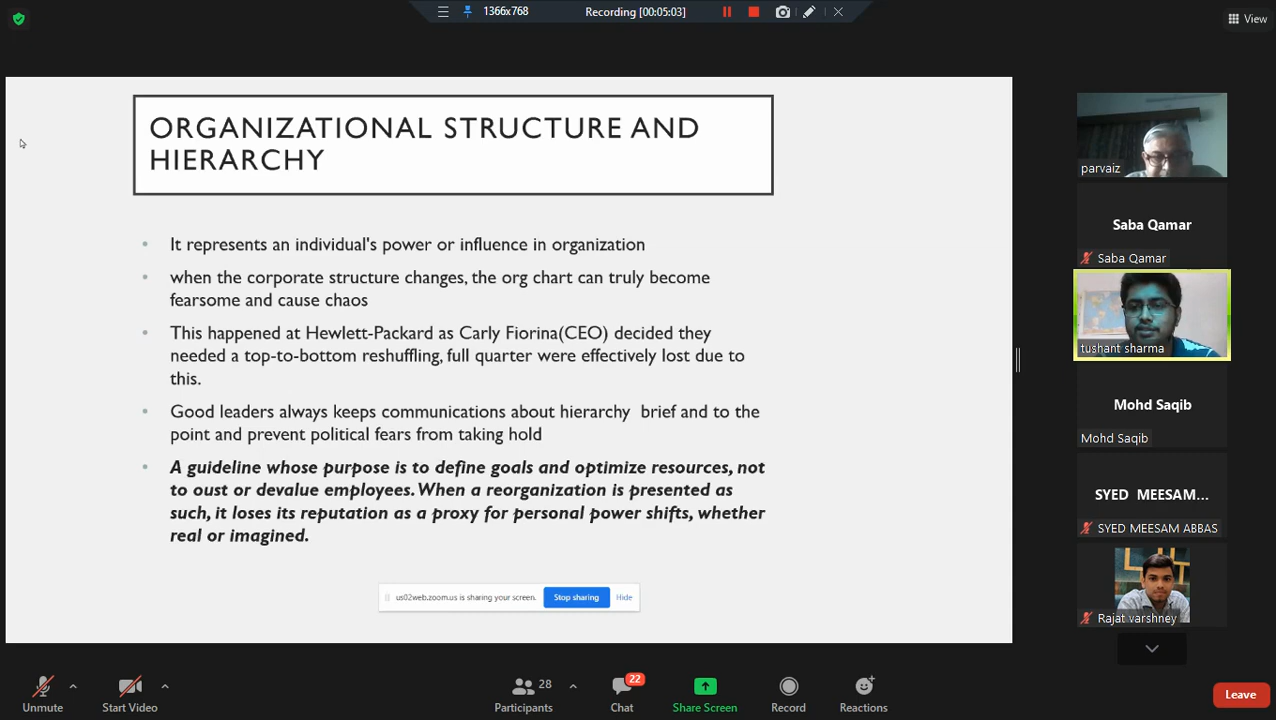 1366x768
Recording [00:05:03]
View
ORGANIZATIONAL STRUCTURE AND
HIERARCHY
• It represents an individual's power or influence in organization
• when the corporate structure changes, the org chart can truly become
fearsome and cause chaos
• This happened at Hewlett-Packard as Carly Fiorina(CEO) decided they
needed a top-to-bottom reshuffling, full quarter were effectively lost due to
this.
• Good leaders always keeps communications about hierarchy brief and to the
point and prevent political fears from taking hold
• A guideline whose purpose is to define goals and optimize resources, not
to oust or devalue employees. When a reorganization is presented as
such, it loses its reputation as a proxy for personal power shifts, whether
real or imagined.
us02web.zoom.us is sharing your screen.
Stop sharing
Hide
parvaiz
Saba Qamar
Saba Qamar
tushant sharma
Mohd Saqib
Mohd Saqib
SYED MEESAM...
SYED MEESAM ABBAS
Rajat varshney
Unmute
Start Video
28
Participants
22
Chat
Share Screen
Record
Reactions
Leave